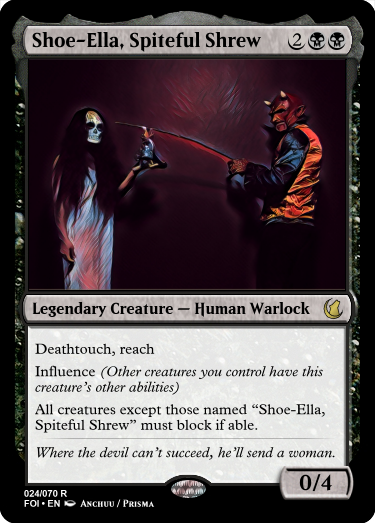 Shoe-Ella, Spiteful Shrew 2
Legendary Creature — Human Warlock
Deathtouch, reach
Influence (Other creatures you control have this
creature's other abilities)
All creatures except those named “Shoe-Ella,
Spiteful Shrew” must block if able.
Where the devil can't succeed, he'll send a woman.
0/4
024/070 R
FOI • EN Anchuu / Prisma